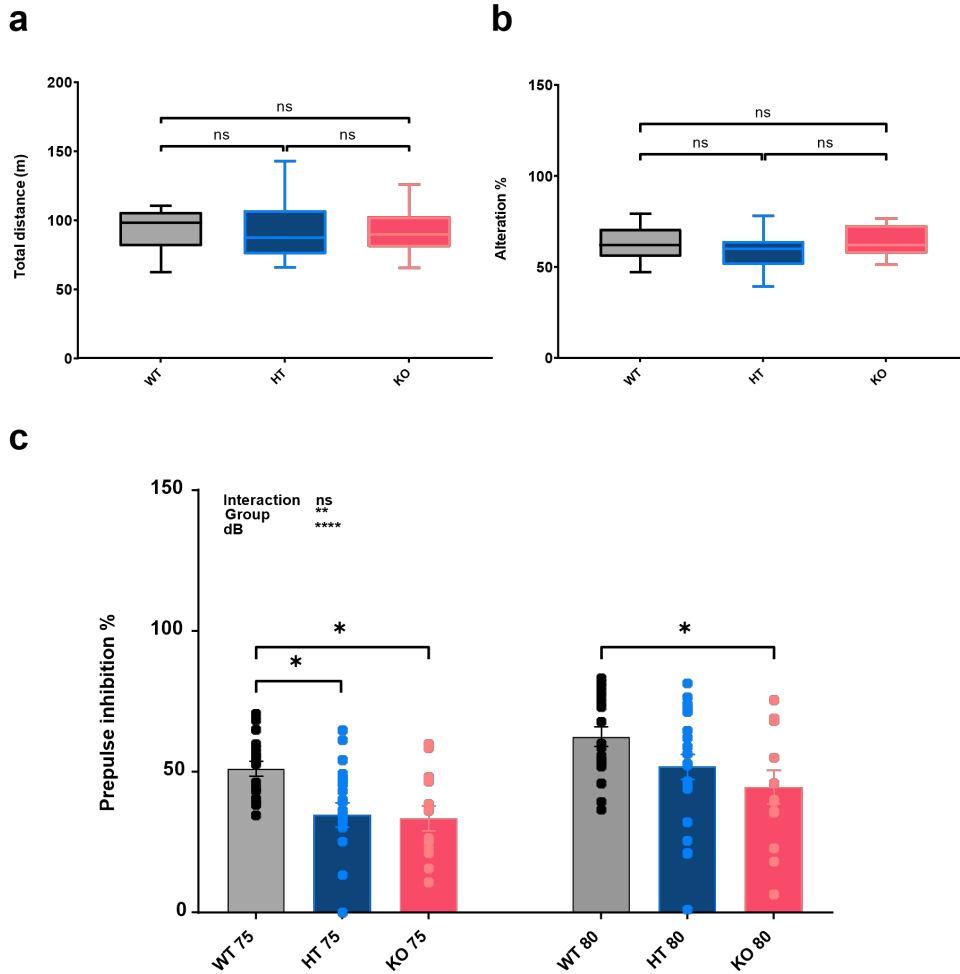 a
b
200
150
100
50
0
Total distance (m)
ns
ns
ns
WT
HT
KO
150
100
50
0
Alteration %
ns
ns
ns
WT
HT
KO
c
150
100
50
0
Prepulse inhibition %
Interaction ns
Group **
dB ****
*
*
*
WT 75
HT 75
KO 75
WT 80
HT 80
KO 80